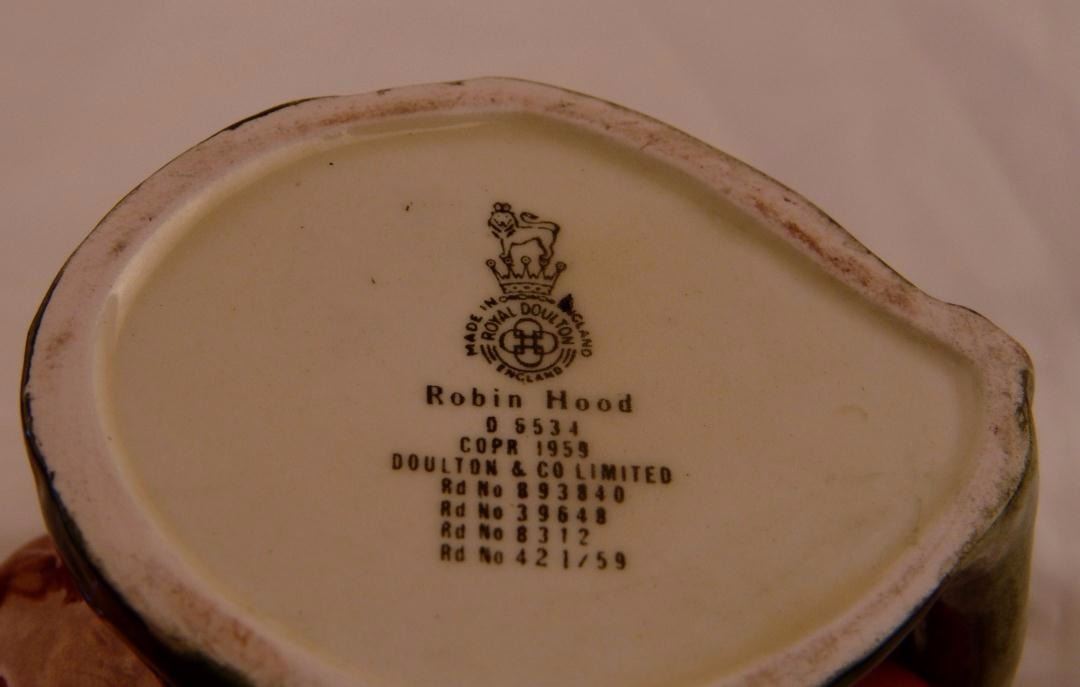 MADE IN ENGLAND
ROYAL DOULTON
ENGLAND
Robin Hood
D 6534
COPR 1959
DOULTON & CO LIMITED
Rd No 893840
Rd No 39648
Rd No 8312
Rd No 421/59